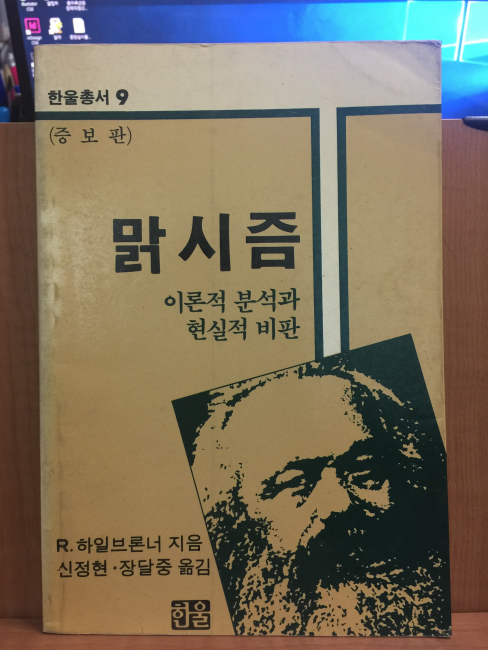 한울총서 9
(증 보 판)
맑시즘
이론적 분석과
현실적 비판
R. 하일브론너 지음
신정현·장달중 옮김
한울